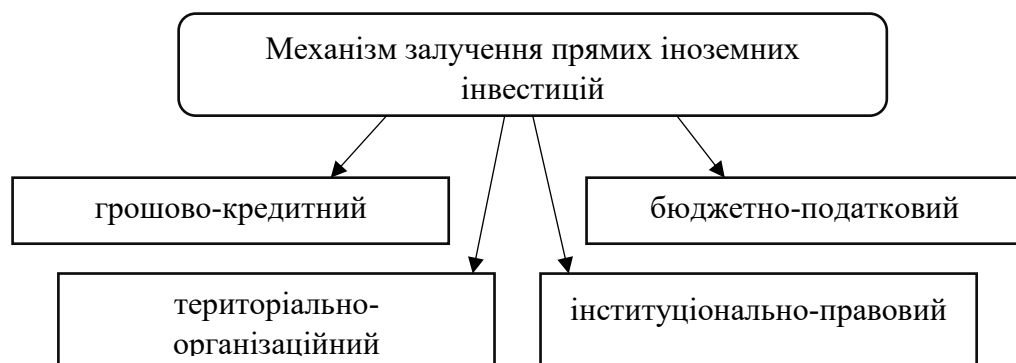 Механізм залучення прямих іноземних
інвестицій
грошово-кредитний
бюджетно-податковий
територіально-
організаційний
інституціонально-правовий